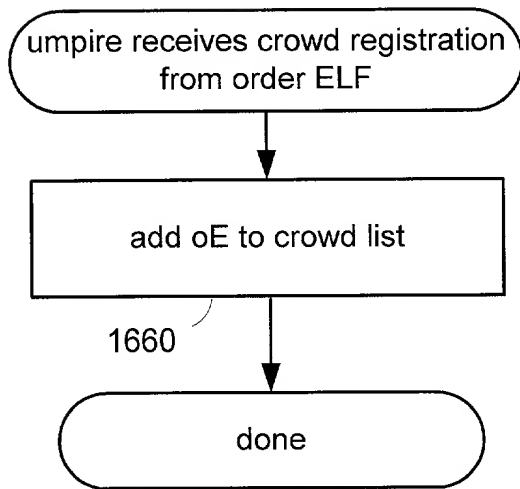 umpire receives crowd registration
from order ELF
add oE to crowd list
1660
done